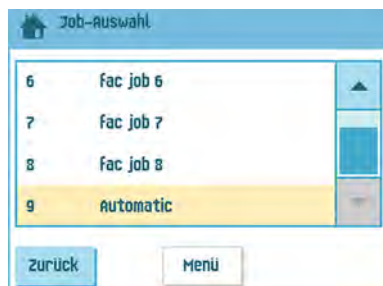 Job-Auswahl
6 fac job 6
7 fac job 7
8 fac job 8
9 Automatic
Zurück Menü